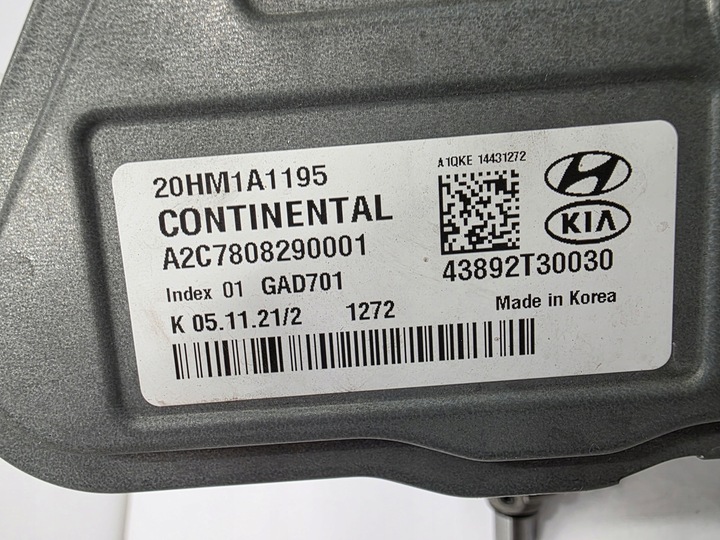 20HM1A1195
CONTINENTAL
A2C7808290001
Index 01 GAD701
K 05.11.21/2 1272
A1QKE 14431272
KIA
43892T30030
Made in Korea